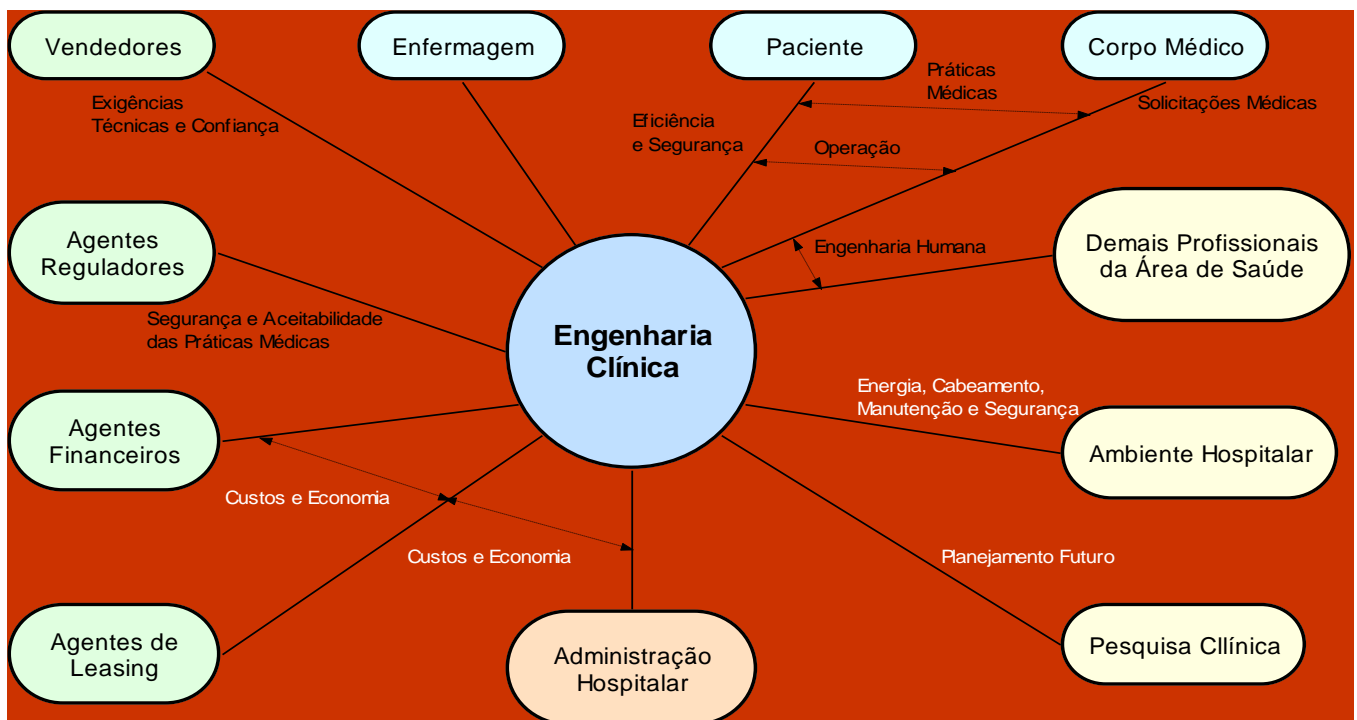 Vendedores
Enfermagem
Paciente
Corpo Médico
Práticas
Médicas
Exigências
Técnicas e Confiança
Solicitações Médicas
Eficiência
e Segurança
Operação
Agentes
Reguladores
Engenharia Humana
Demais Profissionais
da Área de Saúde
Segurança e Aceitabilidade
das Práticas Médicas
Engenharia
Clínica
Energia, Cabeamento,
Manutenção e Segurança
Agentes
Financeiros
Ambiente Hospitalar
Custos e Economia
Custos e Economia
Planejamento Futuro
Agentes de
Leasing
Administração
Hospitalar
Pesquisa Cllínica